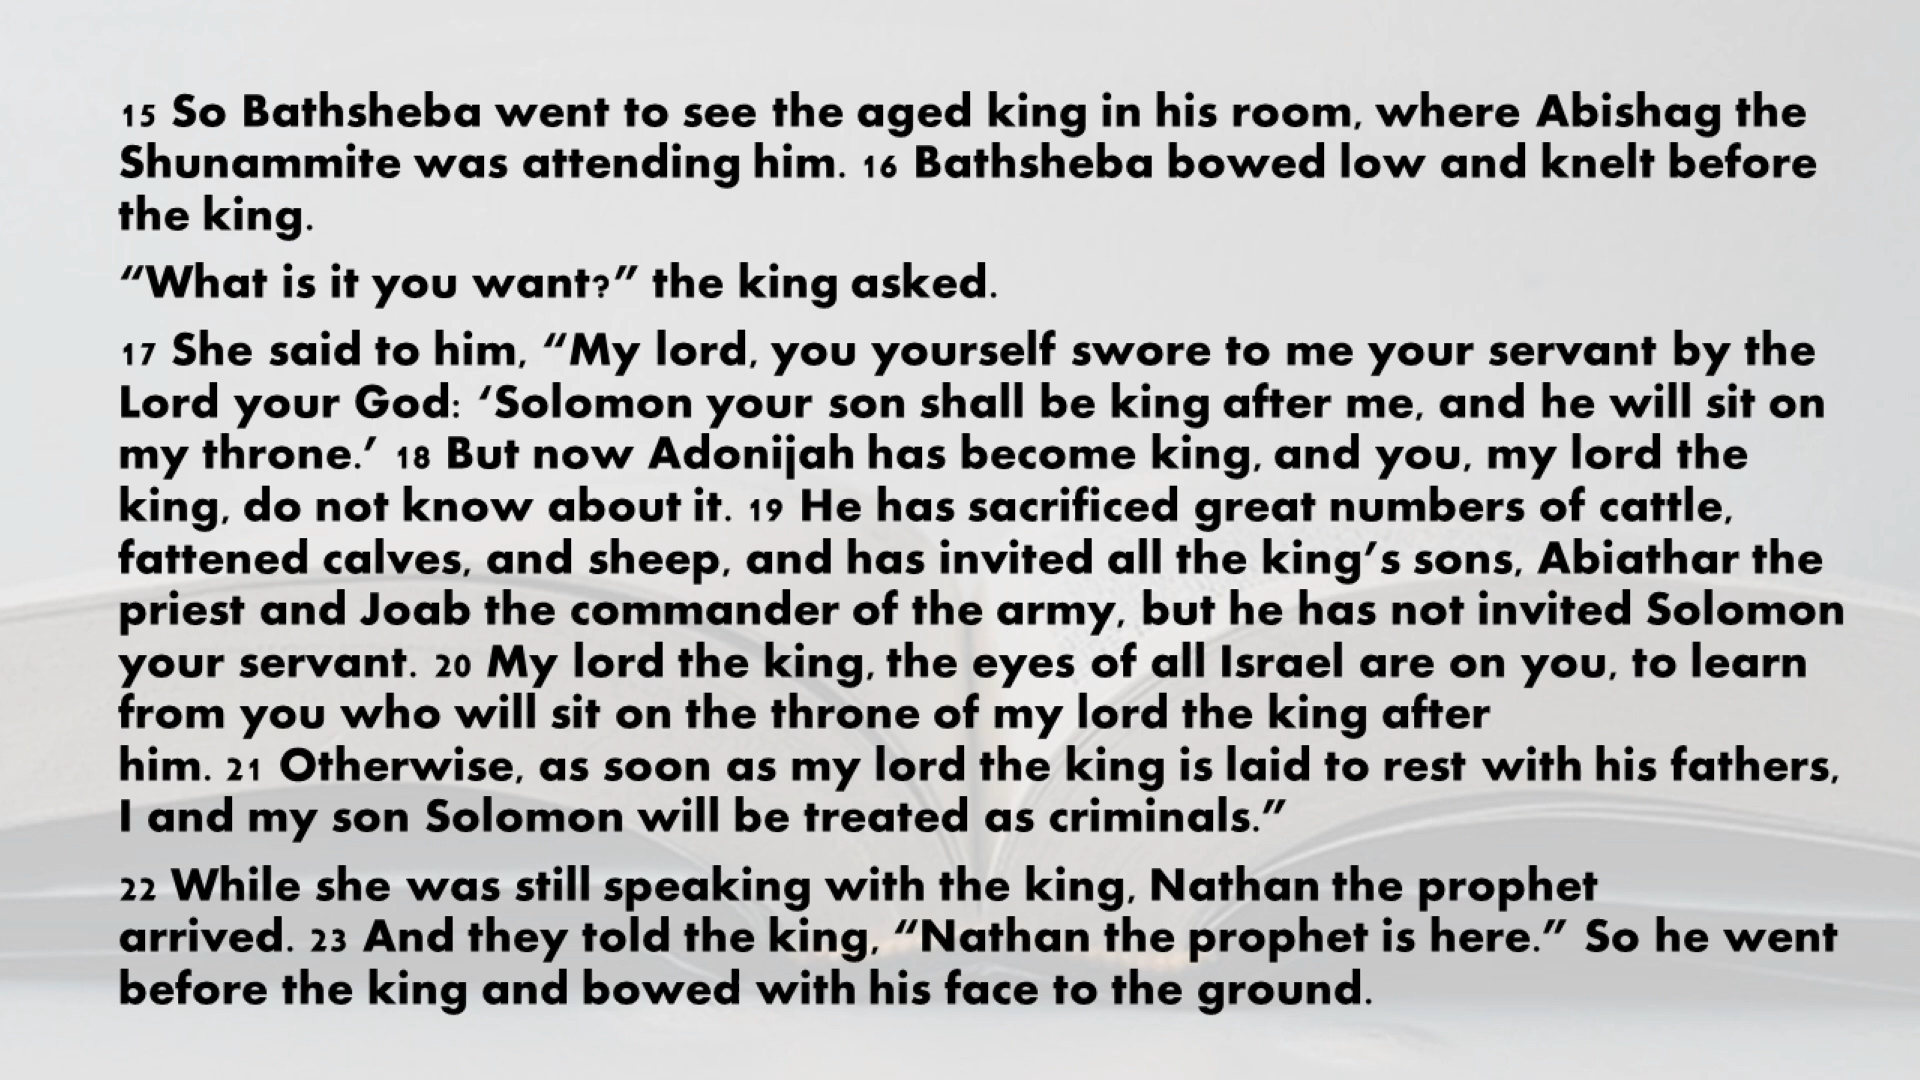 15 So Bathsheba went to see the aged king in his room, where Abishag the
Shunammite was attending him. 16 Bathsheba bowed low and knelt before
the king.
“What is it you want?” the king asked.
17 She said to him, “My lord, you yourself swore to me your servant by the
Lord your God: ‘Solomon your son shall be king after me, and he will sit on
my throne.’ 18 But now Adonijah has become king, and you, my lord the
king, do not know about it. 19 He has sacrificed great numbers of cattle,
fattened calves, and sheep, and has invited all the king’s sons, Abiathar the
priest and Joab the commander of the army, but he has not invited Solomon
your servant. 20 My lord the king, the eyes of all Israel are on you, to learn
from you who will sit on the throne of my lord the king after
him. 21 Otherwise, as soon as my lord the king is laid to rest with his fathers,
I and my son Solomon will be treated as criminals.”
22 While she was still speaking with the king, Nathan the prophet
arrived. 23 And they told the king, “Nathan the prophet is here.” So he went
before the king and bowed with his face to the ground.